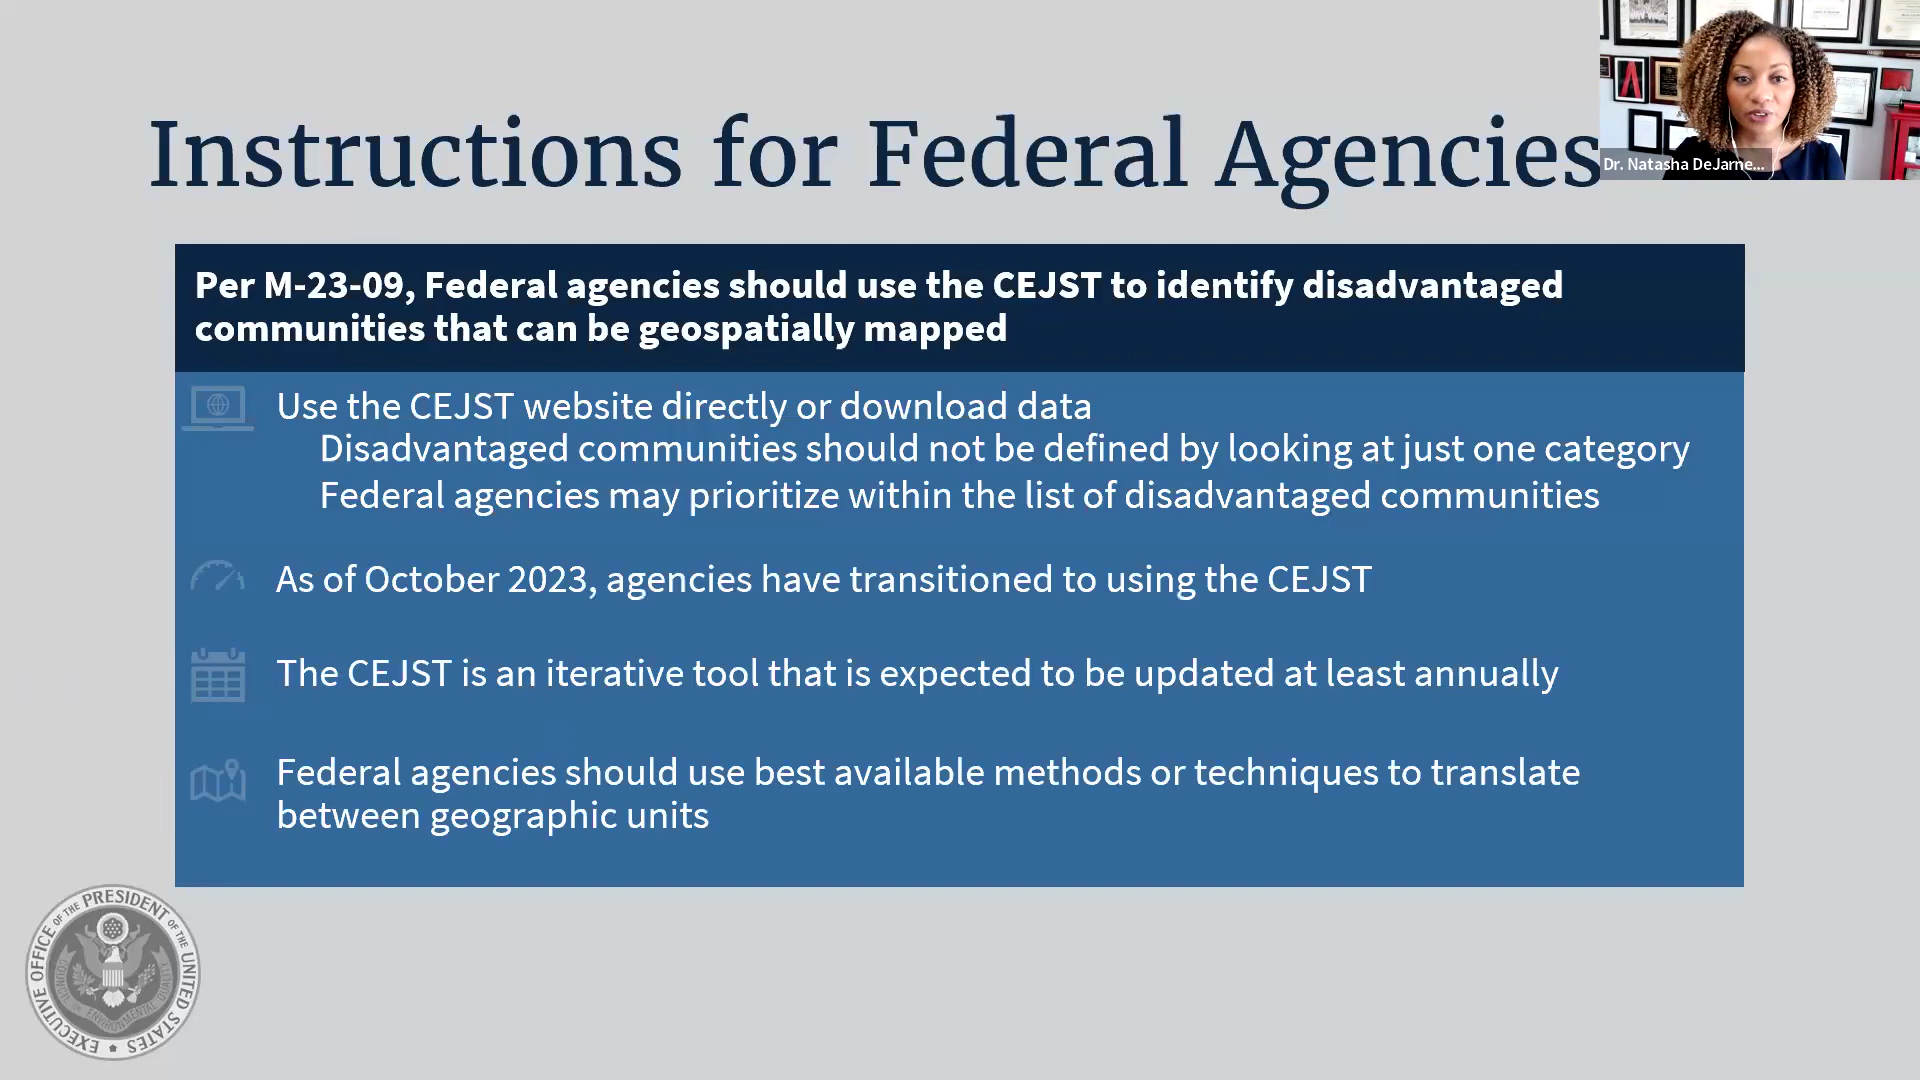 Instructions for Federal Agencies
Dr. Natasha DeJarne...
Per M-23-09, Federal agencies should use the CEJST to identify disadvantaged
communities that can be geospatially mapped
Use the CEJST website directly or download data
Disadvantaged communities should not be defined by looking at just one category
Federal agencies may prioritize within the list of disadvantaged communities
As of October 2023, agencies have transitioned to using the CEJST
The CEJST is an iterative tool that is expected to be updated at least annually
Federal agencies should use best available methods or techniques to translate
between geographic units
EXECUTIVE OFFICE OF THE PRESIDENT OF THE UNITED STATES
COUNCIL ON ENVIRONMENTAL QUALITY